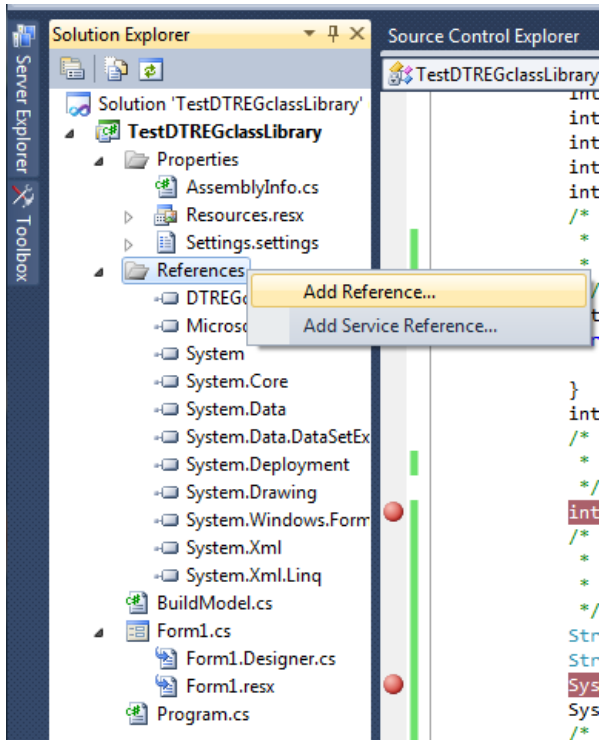 Solution Explorer
Source Control Explorer
Server Explorer
Toolbox
TestDTREGclassLibrary
Solution 'TestDTREGclassLibrary'
TestDTREGclassLibrary
Properties
AssemblyInfo.cs
Resources.resx
Settings.settings
References
DTREG
Microso
System
System.Core
System.Data
System.Data.DataSetEx
System.Deployment
System.Drawing
System.Windows.Form
System.Xml
System.Xml.Linq
BuildModel.cs
Form1.cs
Form1.Designer.cs
Form1.resx
Program.cs
Add Reference...
Add Service Reference...
int
int
int
int
int
/*
*
*
/
t
}
int
/*
*
*/
int
/*
*
*
*/
Str
Str
Sys
Sys
/*